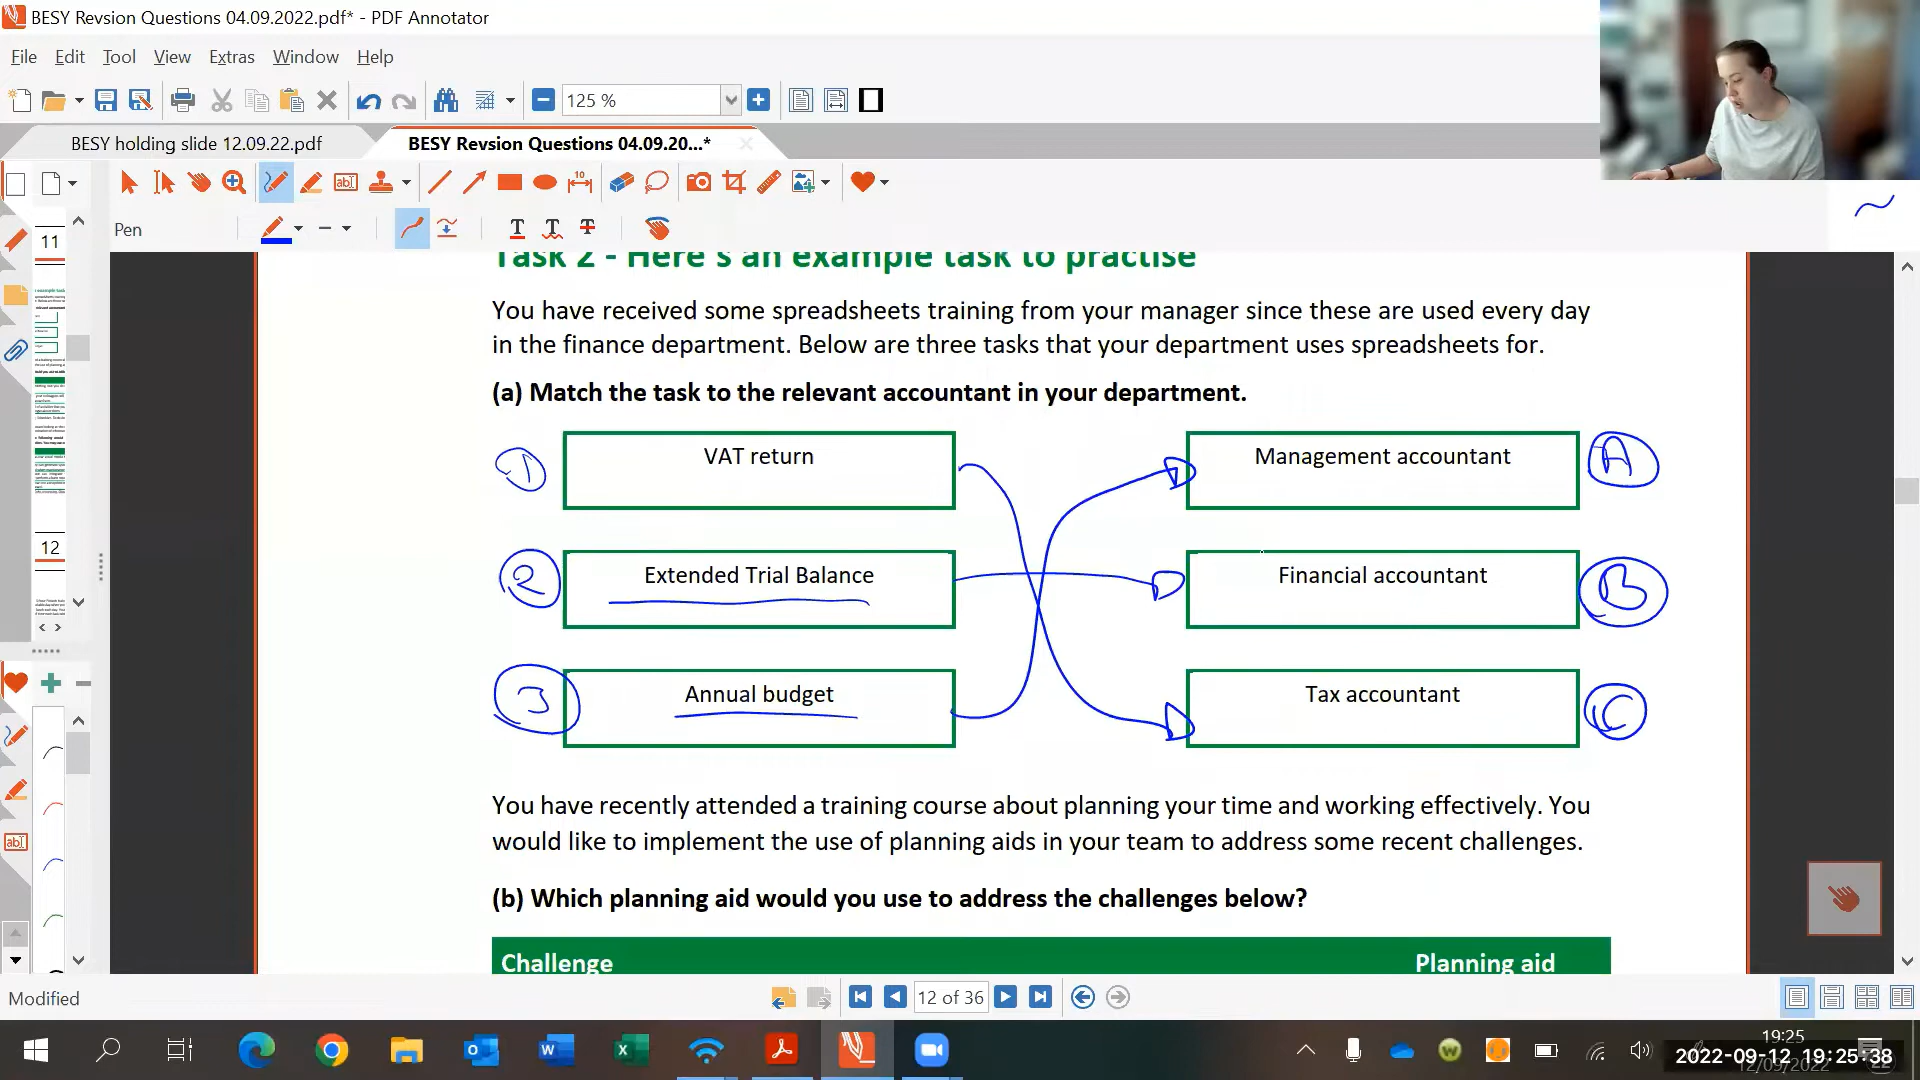 BESY Revsion Questions 04.09.2022.pdf* - PDF Annotator
File Edit Tool View Extras Window Help
125 %
BESY holding slide 12.09.22.pdf
BESY Revsion Questions 04.09.20...*
Pen
11
12
Task 2 - Here's an example task to practise
You have received some spreadsheets training from your manager since these are used every day
in the finance department. Below are three tasks that your department uses spreadsheets for.
(a) Match the task to the relevant accountant in your department.
1 VAT return Management accountant A
2 Extended Trial Balance Financial accountant B
3 Annual budget Tax accountant C
You have recently attended a training course about planning your time and working effectively. You
would like to implement the use of planning aids in your team to address some recent challenges.
(b) Which planning aid would you use to address the challenges below?
Challenge Planning aid
Modified
12 of 36
19:25
2022-09-12 19:25:38
12/09/2022
22